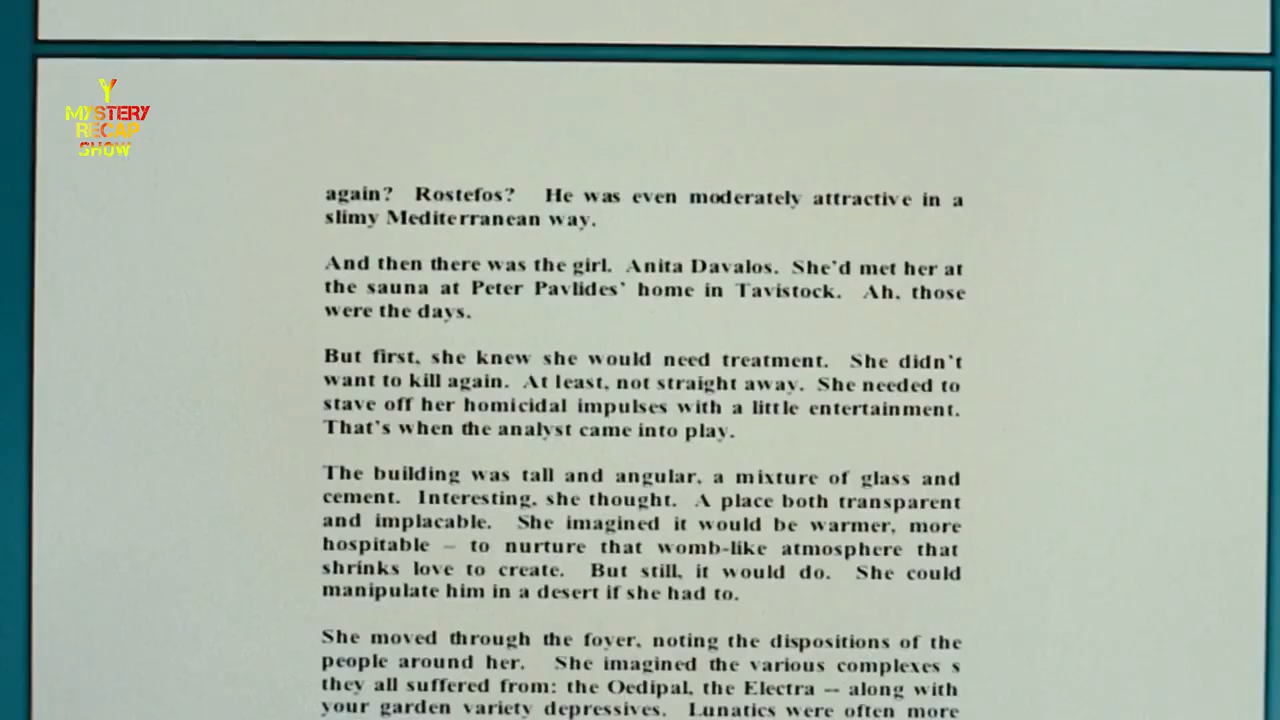 Y
MYSTERY
RECAP
SHOW
again? Rostefos? He was even moderately attractive in a
slimy Mediterranean way.
And then there was the girl. Anita Davalos. She'd met her at
the sauna at Peter Pavlides' home in Tavistock. Ah, those
were the days.
But first, she knew she would need treatment. She didn't
want to kill again. At least, not straight away. She needed to
stave off her homicidal impulses with a little entertainment.
That's when the analyst came into play.
The building was tall and angular, a mixture of glass and
cement. Interesting, she thought. A place both transparent
and implacable. She imagined it would be warmer, more
hospitable – to nurture that womb-like atmosphere that
shrinks love to create. But still, it would do. She could
manipulate him in a desert if she had to.
She moved through the foyer, noting the dispositions of the
people around her. She imagined the various complexes s
they all suffered from: the Oedipal, the Electra -- along with
your garden variety depressives. Lunatics were often more